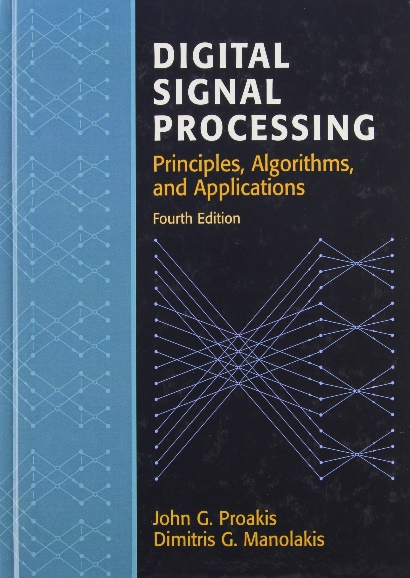 DIGITAL
SIGNAL
PROCESSING
Principles, Algorithms,
and Applications
Fourth Edition
John G. Proakis
Dimitris G. Manolakis